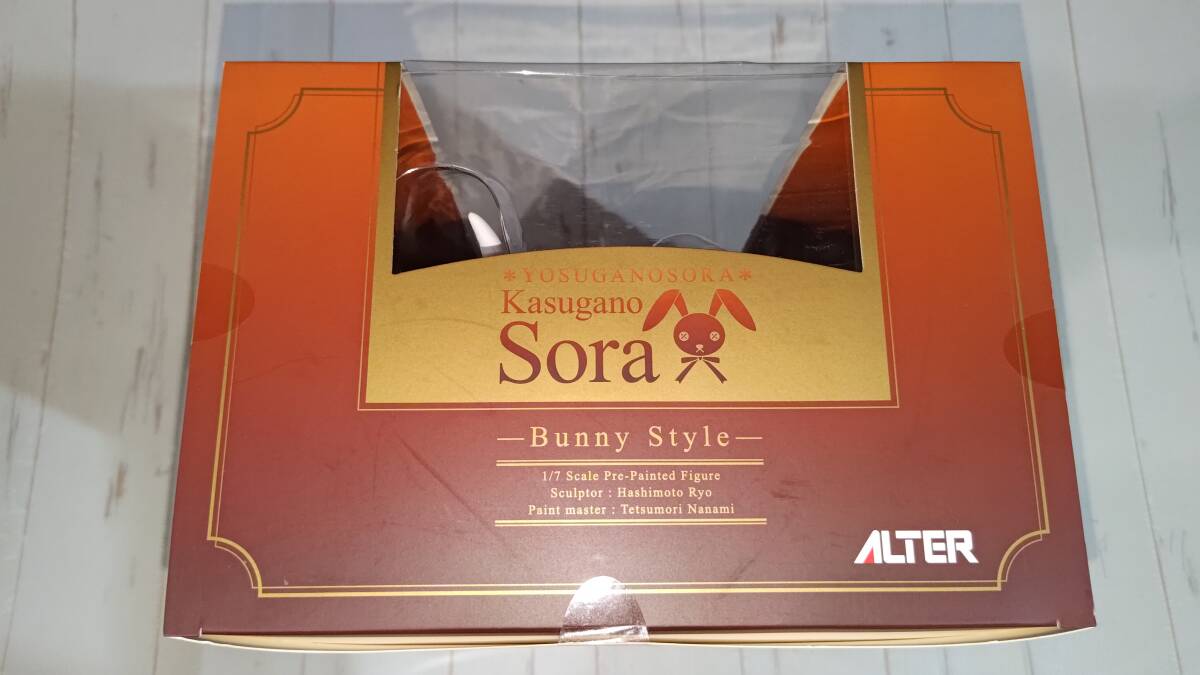 *YOSUGANOSORA*
Kasugano
Sora
—Bunny Style—
1/7 Scale Pre-Painted Figure
Sculptor : Hashimoto Ryo
Paint master : Tetsumori Nanami
ALTER